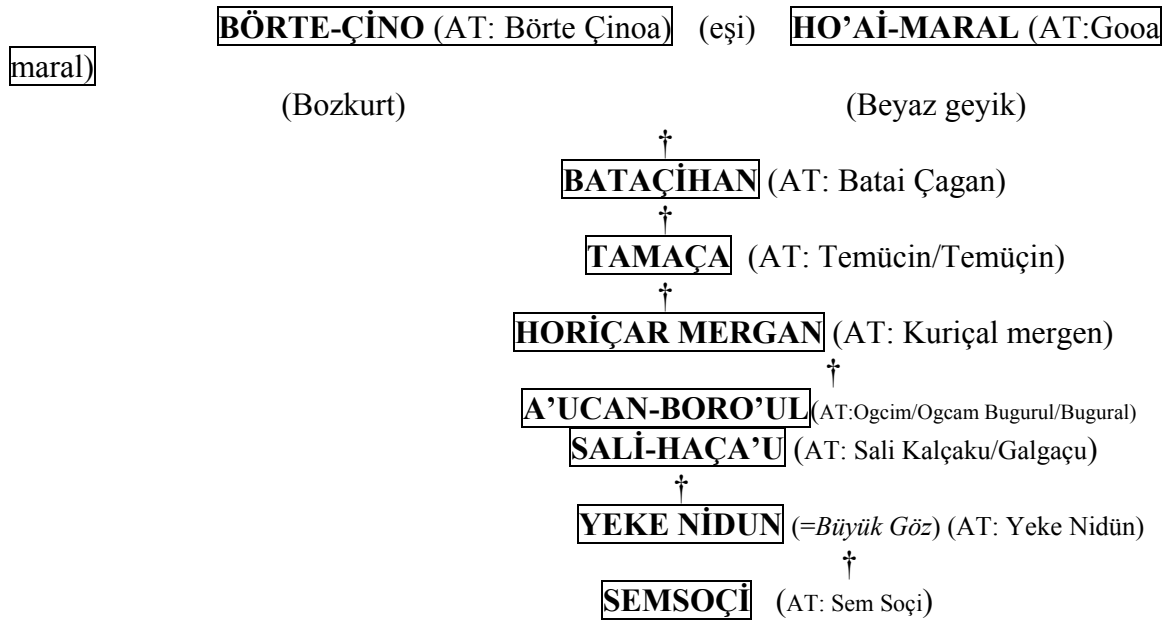 BÖRTE-ÇİNO (AT: Börte Çinoa) (eşi) HO’Aİ-MARAL (AT:Gooa
maral)
(Bozkurt) (Beyaz geyik)
†
BATAÇİHAN (AT: Batai Çagan)
†
TAMAÇA (AT: Temücin/Temüçin)
†
HORİÇAR MERGAN (AT: Kuriçal mergen)
†
A’UCAN-BORO’UL(AT:Ogcim/Ogcam Bugurul/Bugural)
SALİ-HAÇA’U (AT: Sali Kalçaku/Galgaçu)
†
YEKE NİDUN (=Büyük Göz) (AT: Yeke Nidün)
†
SEMSOÇİ (AT: Sem Soçi)